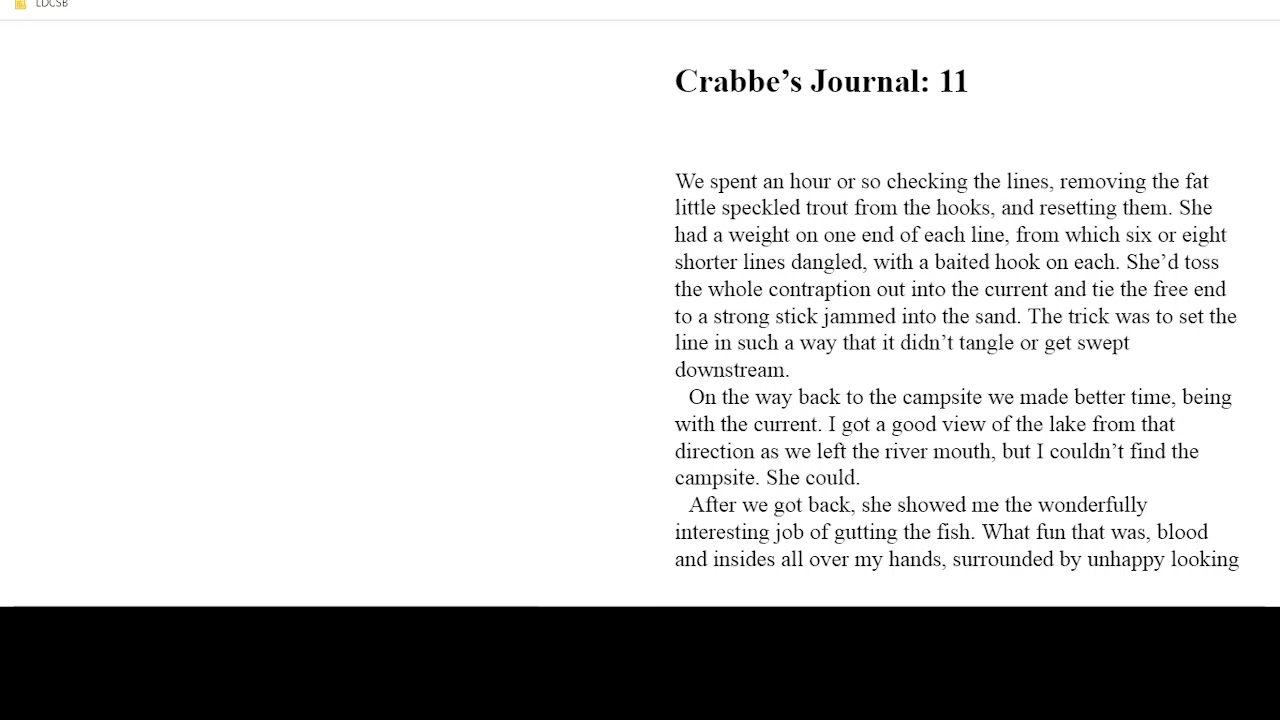 LDCSB
Crabbe’s Journal: 11
We spent an hour or so checking the lines, removing the fat
little speckled trout from the hooks, and resetting them. She
had a weight on one end of each line, from which six or eight
shorter lines dangled, with a baited hook on each. She’d toss
the whole contraption out into the current and tie the free end
to a strong stick jammed into the sand. The trick was to set the
line in such a way that it didn’t tangle or get swept
downstream.
On the way back to the campsite we made better time, being
with the current. I got a good view of the lake from that
direction as we left the river mouth, but I couldn’t find the
campsite. She could.
After we got back, she showed me the wonderfully
interesting job of gutting the fish. What fun that was, blood
and insides all over my hands, surrounded by unhappy looking